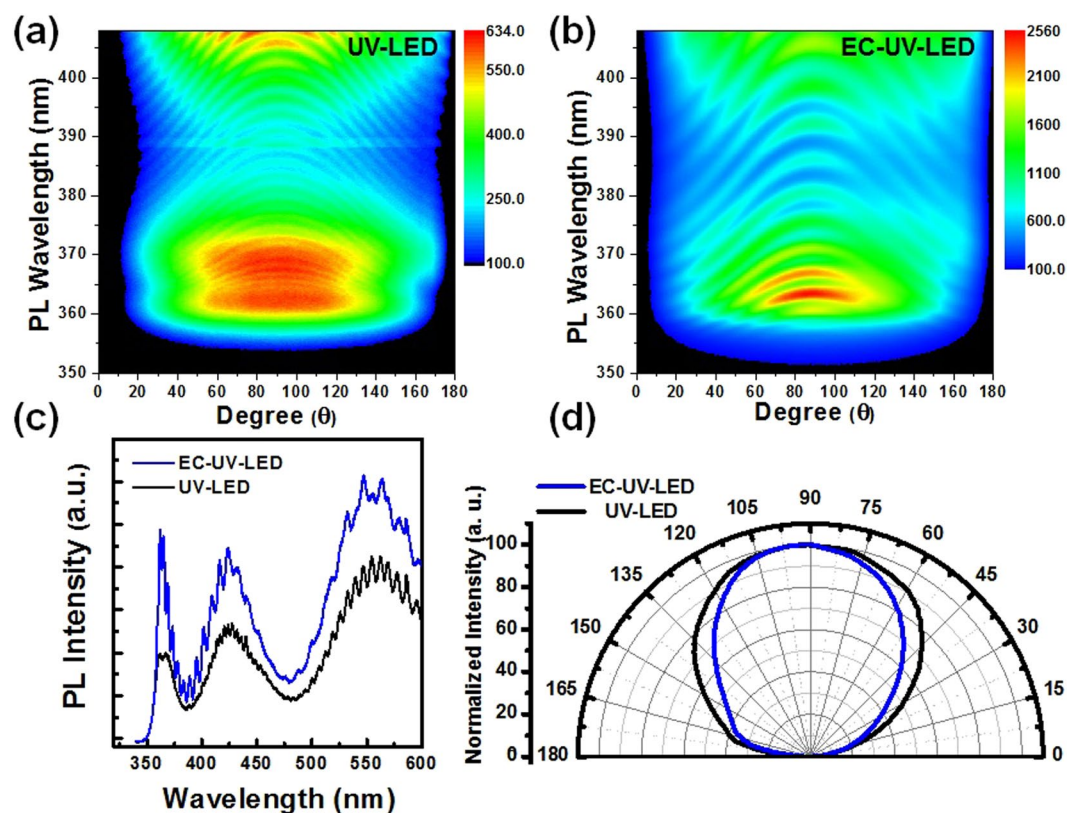 (a)
UV-LED
PL Wavelength (nm)
400
390
380
370
360
350
0 20 40 60 80 100 120 140 160 180
Degree (θ)
634.0
550.0
400.0
250.0
100.0
(b)
EC-UV-LED
PL Wavelength (nm)
400
390
380
370
360
350
0 20 40 60 80 100 120 140 160 180
Degree (θ)
2560
2100
1600
1100
600.0
100.0
(c)
EC-UV-LED
UV-LED
PL Intensity (a.u.)
350 400 450 500 550 600
Wavelength (nm)
(d)
EC-UV-LED
UV-LED
Normalized Intensity (a. u.)
100
80
60
40
20
0
180
165
150
135
120
105
90
75
60
45
30
15
0